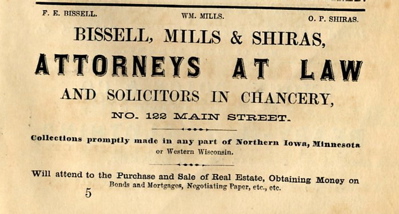 F. E. BISSELL. WM. MILLS. O. P. SHIRAS.
BISSELL, MILLS & SHIRAS,
ATTORNEYS AT LAW
AND SOLICITORS IN CHANCERY,
NO. 122 MAIN STREET.
Collections promptly made in any part of Northern Iowa, Minnesota
or Western Wisconsin.
Will attend to the Purchase and Sale of Real Estate, Obtaining Money on
Bonds and Mortgages, Negotiating Paper, etc., etc.
5